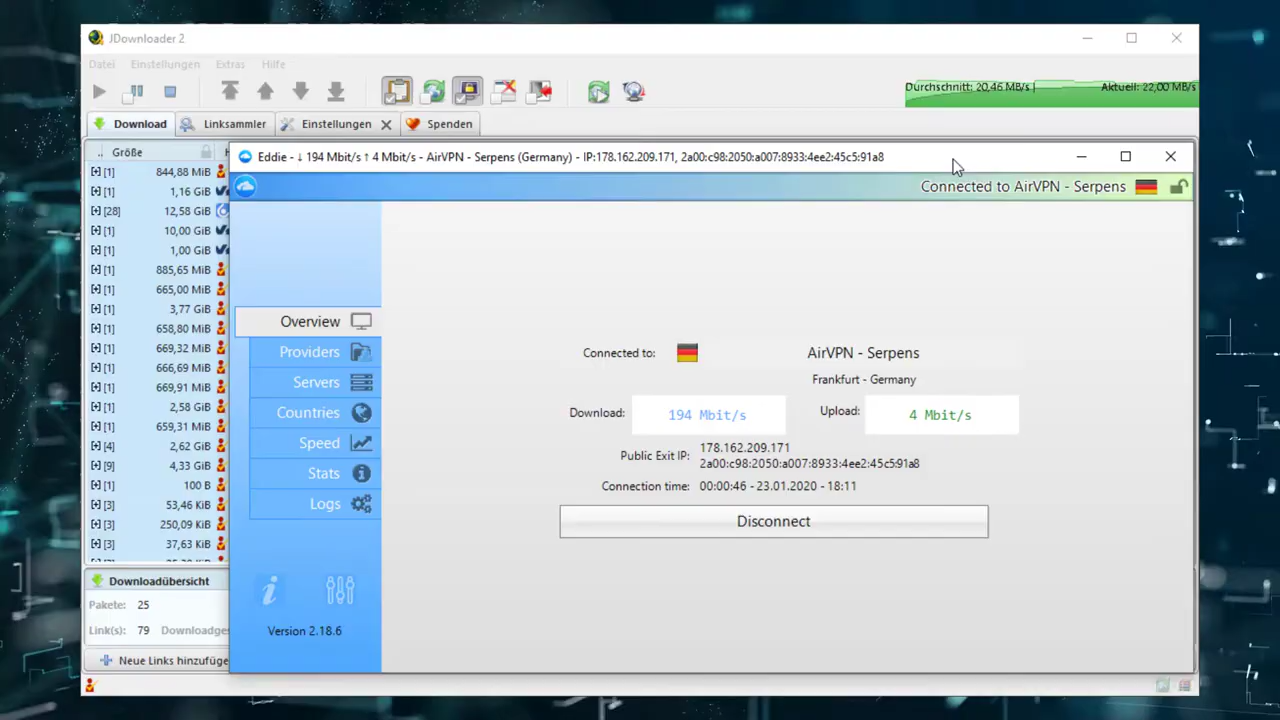 JDownloader 2
Datei Einstellungen Extras Hilfe
Durchschnitt: 20,46 MB/s Aktuell: 22,00 MB/s
Download Linksammler Einstellungen Spenden
.. Größe
[1] 844,88 MiB
[1] 1,16 GiB
[28] 12,58 GiB
[1] 10,00 GiB
[1] 1,00 GiB
[1] 885,65 MiB
[1] 665,00 MiB
[1] 3,77 GiB
[1] 658,80 MiB
[1] 669,32 MiB
[1] 666,69 MiB
[1] 669,91 MiB
[1] 2,58 GiB
[1] 659,31 MiB
[4] 2,62 GiB
[9] 4,33 GiB
[1] 100 B
[3] 53,46 KiB
[3] 250,09 KiB
[3] 37,63 KiB
Downloadübersicht
Pakete: 25
Link(s): 79 Downloadges
Neue Links hinzufüge
Eddie - ↓ 194 Mbit/s ↑ 4 Mbit/s - AirVPN - Serpens (Germany) - IP:178.162.209.171, 2a00:c98:2050:a007:8933:4ee2:45c5:91a8
Connected to AirVPN - Serpens
Overview
Providers
Servers
Countries
Speed
Stats
Logs
Version 2.18.6
Connected to: AirVPN - Serpens
Frankfurt - Germany
Download: 194 Mbit/s Upload: 4 Mbit/s
Public Exit IP: 178.162.209.171
2a00:c98:2050:a007:8933:4ee2:45c5:91a8
Connection time: 00:00:46 - 23.01.2020 - 18:11
Disconnect